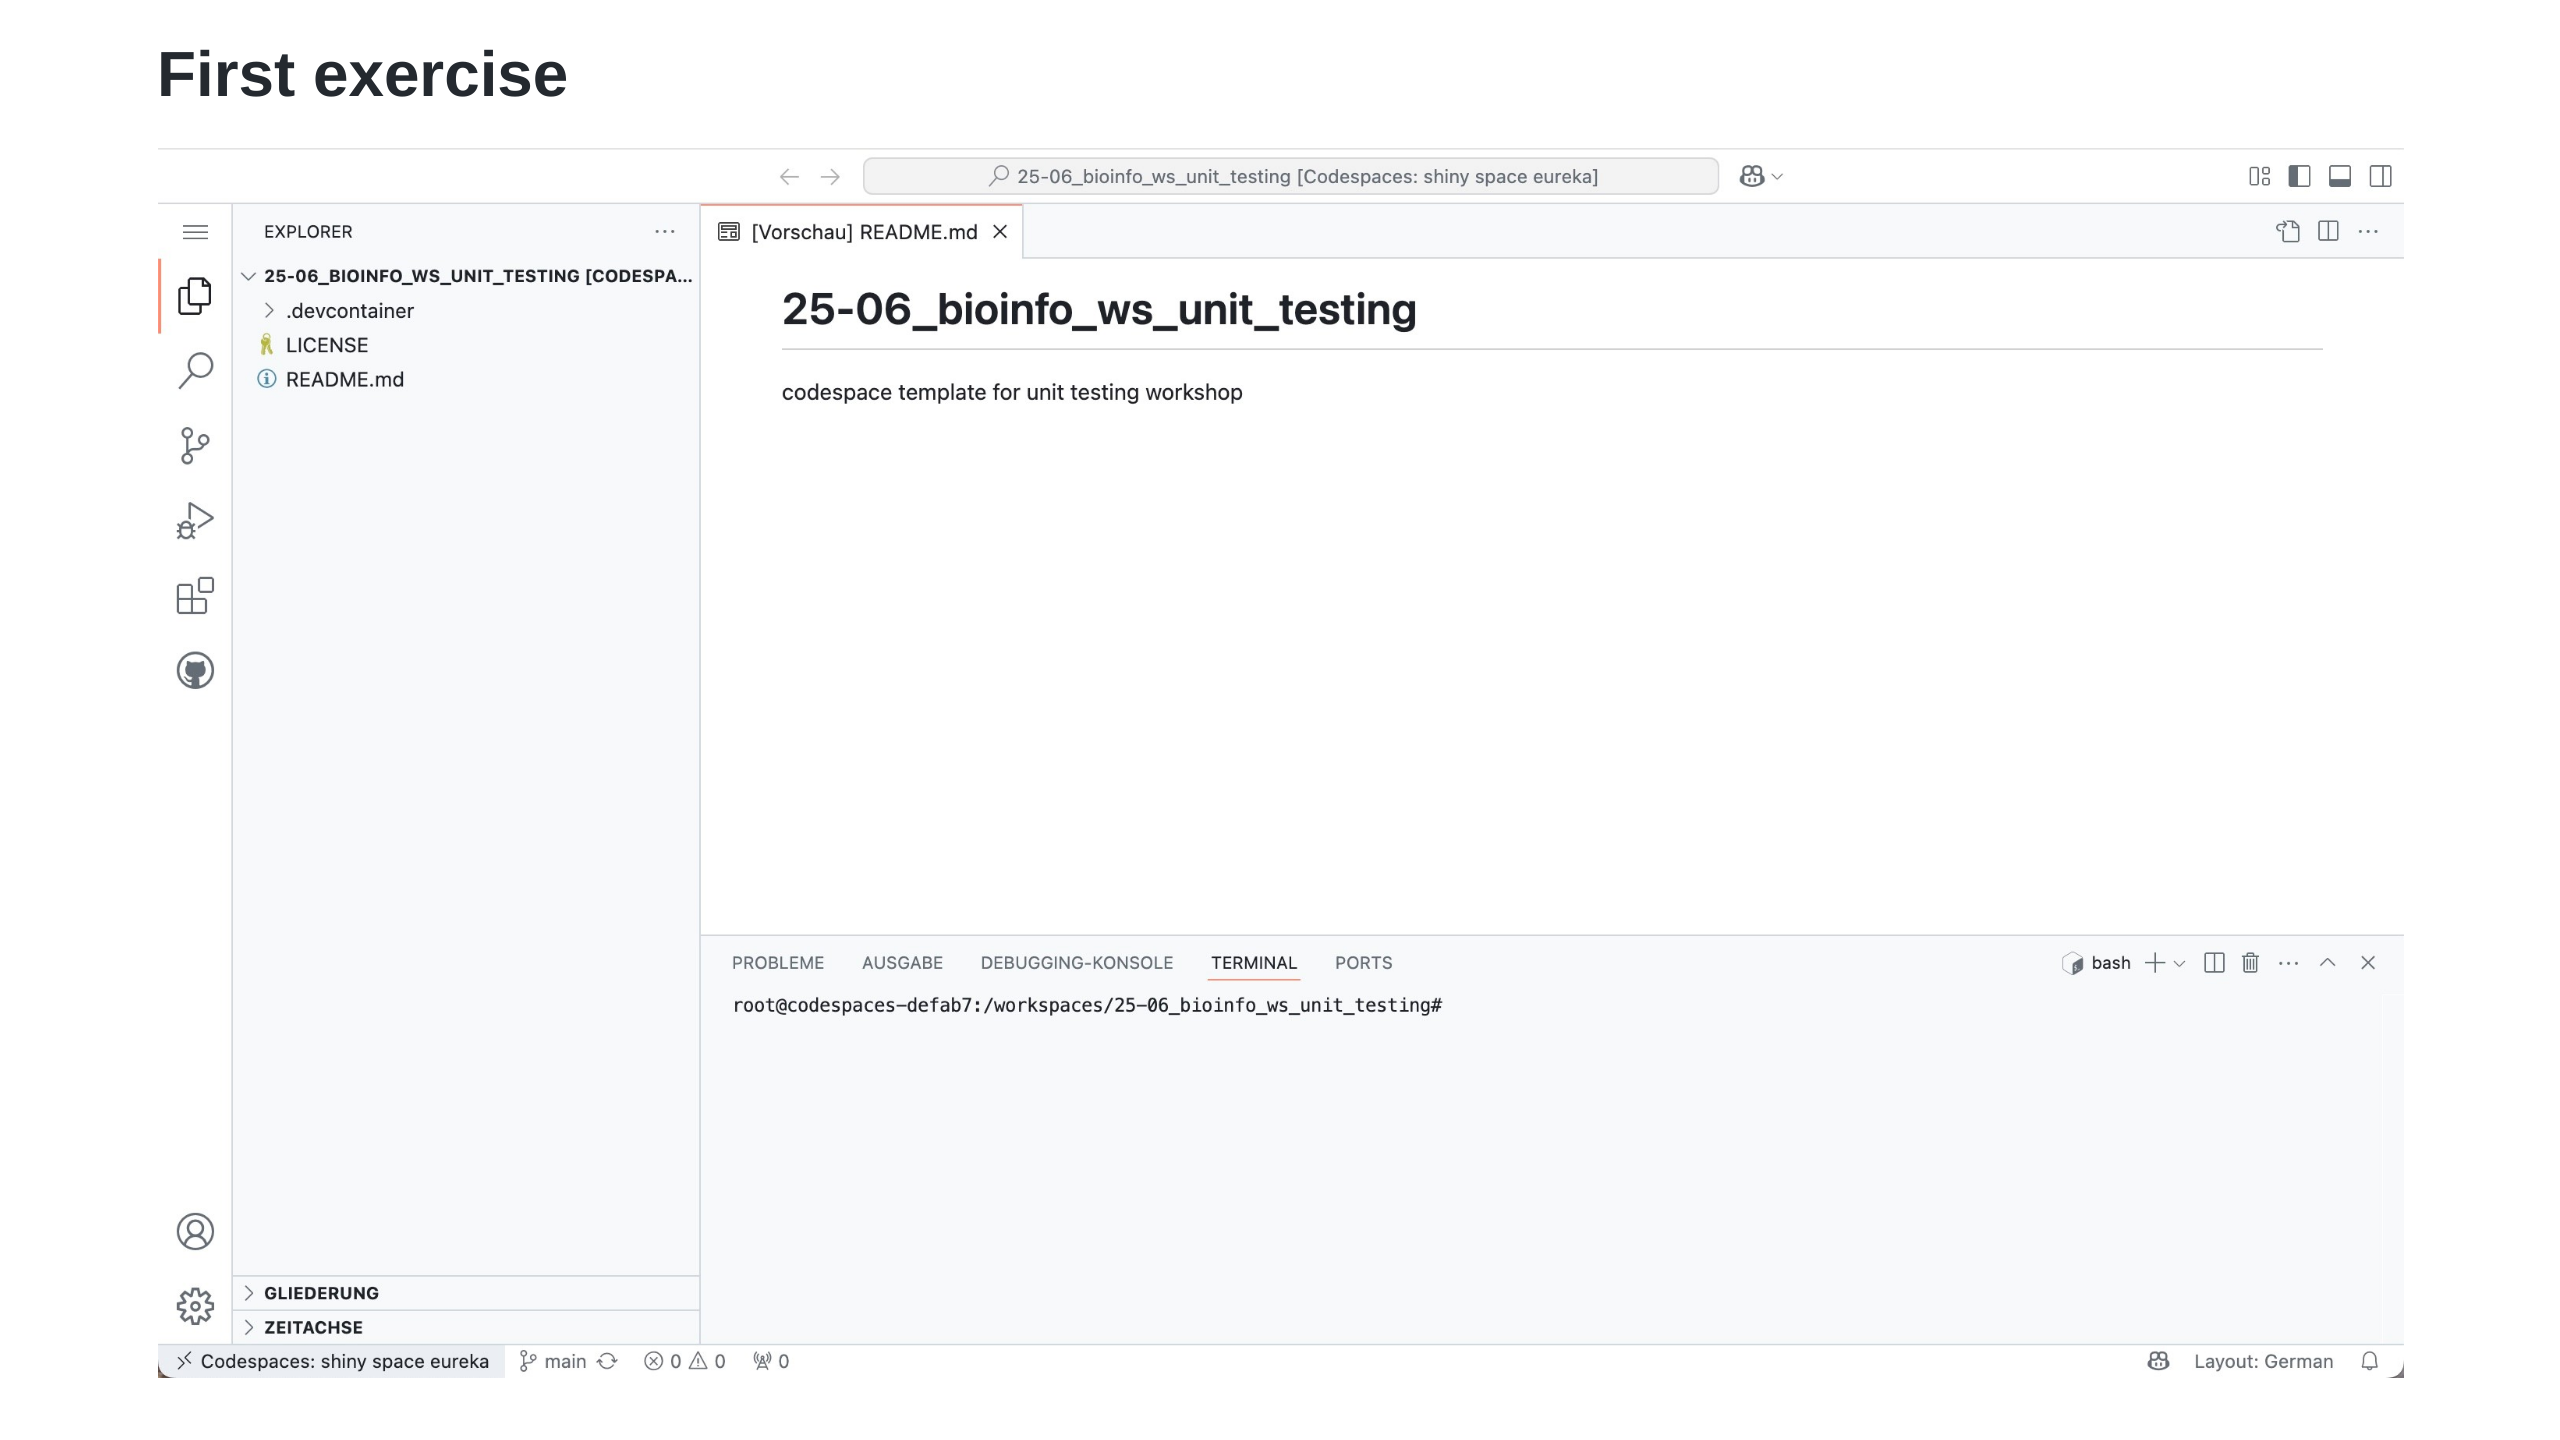 First exercise
25-06_bioinfo_ws_unit_testing [Codespaces: shiny space eureka]
EXPLORER
25-06_BIOINFO_WS_UNIT_TESTING [CODESPA...
.devcontainer
LICENSE
README.md
[Vorschau] README.md
25-06_bioinfo_ws_unit_testing
codespace template for unit testing workshop
PROBLEME AUSGABE DEBUGGING-KONSOLE TERMINAL PORTS bash
root@codespaces-defab7:/workspaces/25-06_bioinfo_ws_unit_testing#
GLIEDERUNG
ZEITACHSE
Codespaces: shiny space eureka main 0 0 0 Layout: German